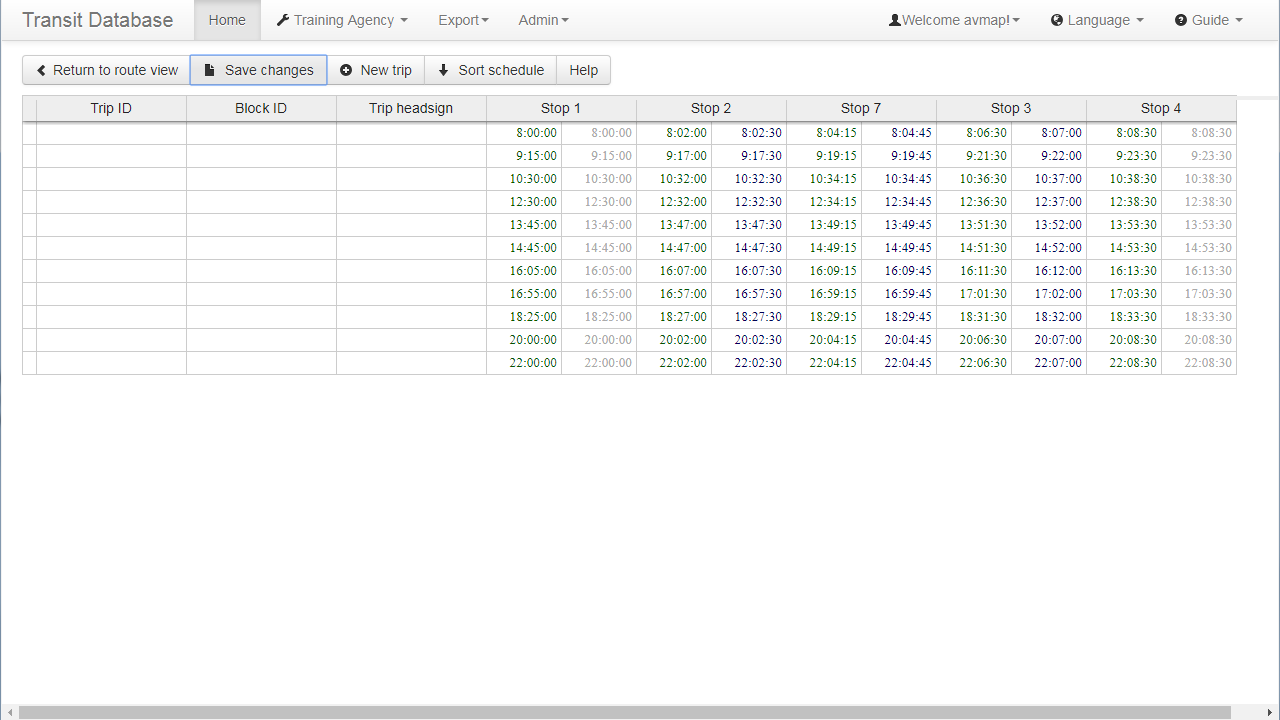 Transit Database Home Training Agency Export Admin Welcome avmap! Language Guide
Return to route view Save changes New trip Sort schedule Help
Trip ID Block ID Trip headsign Stop 1 Stop 2 Stop 7 Stop 3 Stop 4
8:00:00 8:00:00 8:02:00 8:02:30 8:04:15 8:04:45 8:06:30 8:07:00 8:08:30 8:08:30
9:15:00 9:15:00 9:17:00 9:17:30 9:19:15 9:19:45 9:21:30 9:22:00 9:23:30 9:23:30
10:30:00 10:30:00 10:32:00 10:32:30 10:34:15 10:34:45 10:36:30 10:37:00 10:38:30 10:38:30
12:30:00 12:30:00 12:32:00 12:32:30 12:34:15 12:34:45 12:36:30 12:37:00 12:38:30 12:38:30
13:45:00 13:45:00 13:47:00 13:47:30 13:49:15 13:49:45 13:51:30 13:52:00 13:53:30 13:53:30
14:45:00 14:45:00 14:47:00 14:47:30 14:49:15 14:49:45 14:51:30 14:52:00 14:53:30 14:53:30
16:05:00 16:05:00 16:07:00 16:07:30 16:09:15 16:09:45 16:11:30 16:12:00 16:13:30 16:13:30
16:55:00 16:55:00 16:57:00 16:57:30 16:59:15 16:59:45 17:01:30 17:02:00 17:03:30 17:03:30
18:25:00 18:25:00 18:27:00 18:27:30 18:29:15 18:29:45 18:31:30 18:32:00 18:33:30 18:33:30
20:00:00 20:00:00 20:02:00 20:02:30 20:04:15 20:04:45 20:06:30 20:07:00 20:08:30 20:08:30
22:00:00 22:00:00 22:02:00 22:02:30 22:04:15 22:04:45 22:06:30 22:07:00 22:08:30 22:08:30